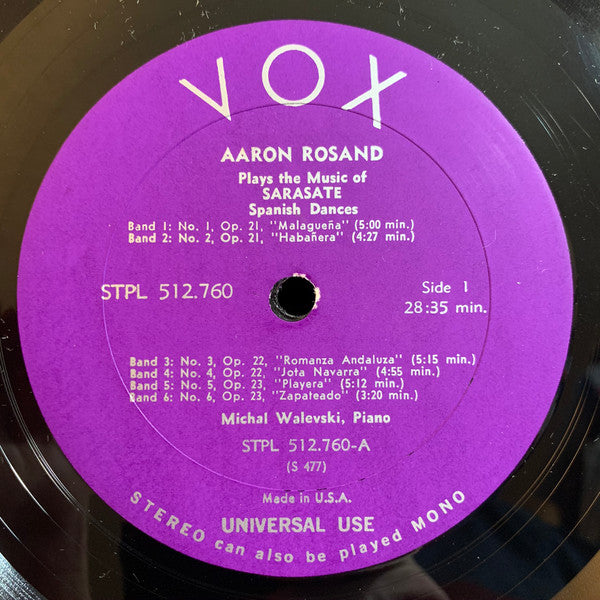 VOX
AARON ROSAND
Plays the Music of
SARASATE
Spanish Dances
Band 1: No. 1, Op. 21, "Malagueña" (5:00 min.)
Band 2: No. 2, Op. 21, "Habañera" (4:27 min.)
STPL 512.760
Side 1
28:35 min.
Band 3: No. 3, Op. 22, "Romanza Andaluza" (5:15 min.)
Band 4: No. 4, Op. 22, "Jota Navarra" (4:55 min.)
Band 5: No. 5, Op. 23, "Playera" (5:12 min.)
Band 6: No. 6, Op. 23, "Zapateado" (3:20 min.)
Michal Walevski, Piano
STPL 512.760-A
(S 477)
Made in U.S.A.
UNIVERSAL USE
STEREO can also be played MONO